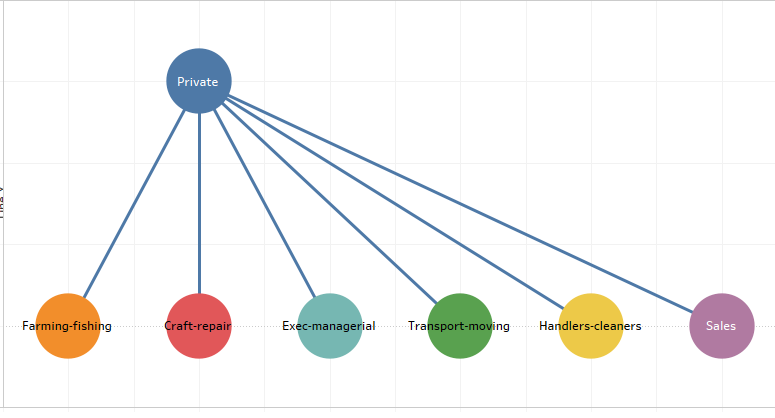 Private
Farming-fishing
Craft-repair
Exec-managerial
Transport-moving
Handlers-cleaners
Sales